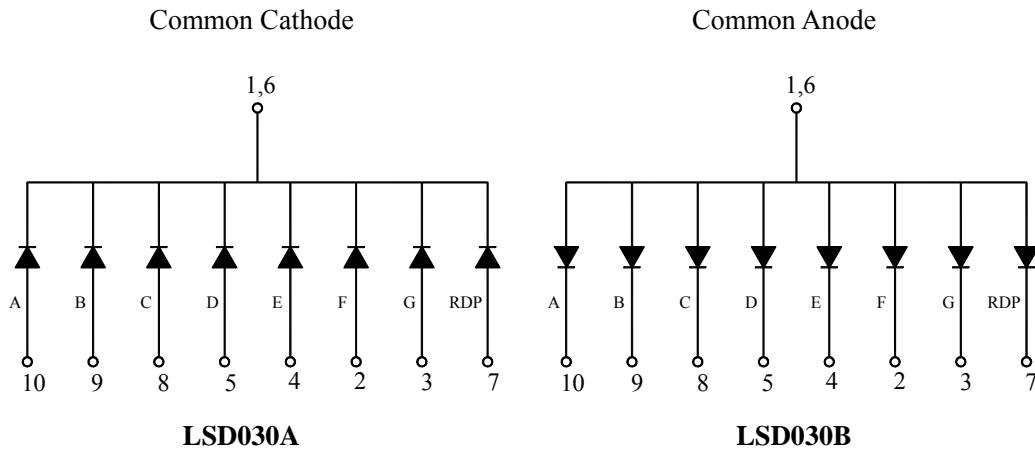 Common Cathode Common Anode
1,6 1,6
A B C D E F G RDP A B C D E F G RDP
10 9 8 5 4 2 3 7 10 9 8 5 4 2 3 7
LSD030A LSD030B